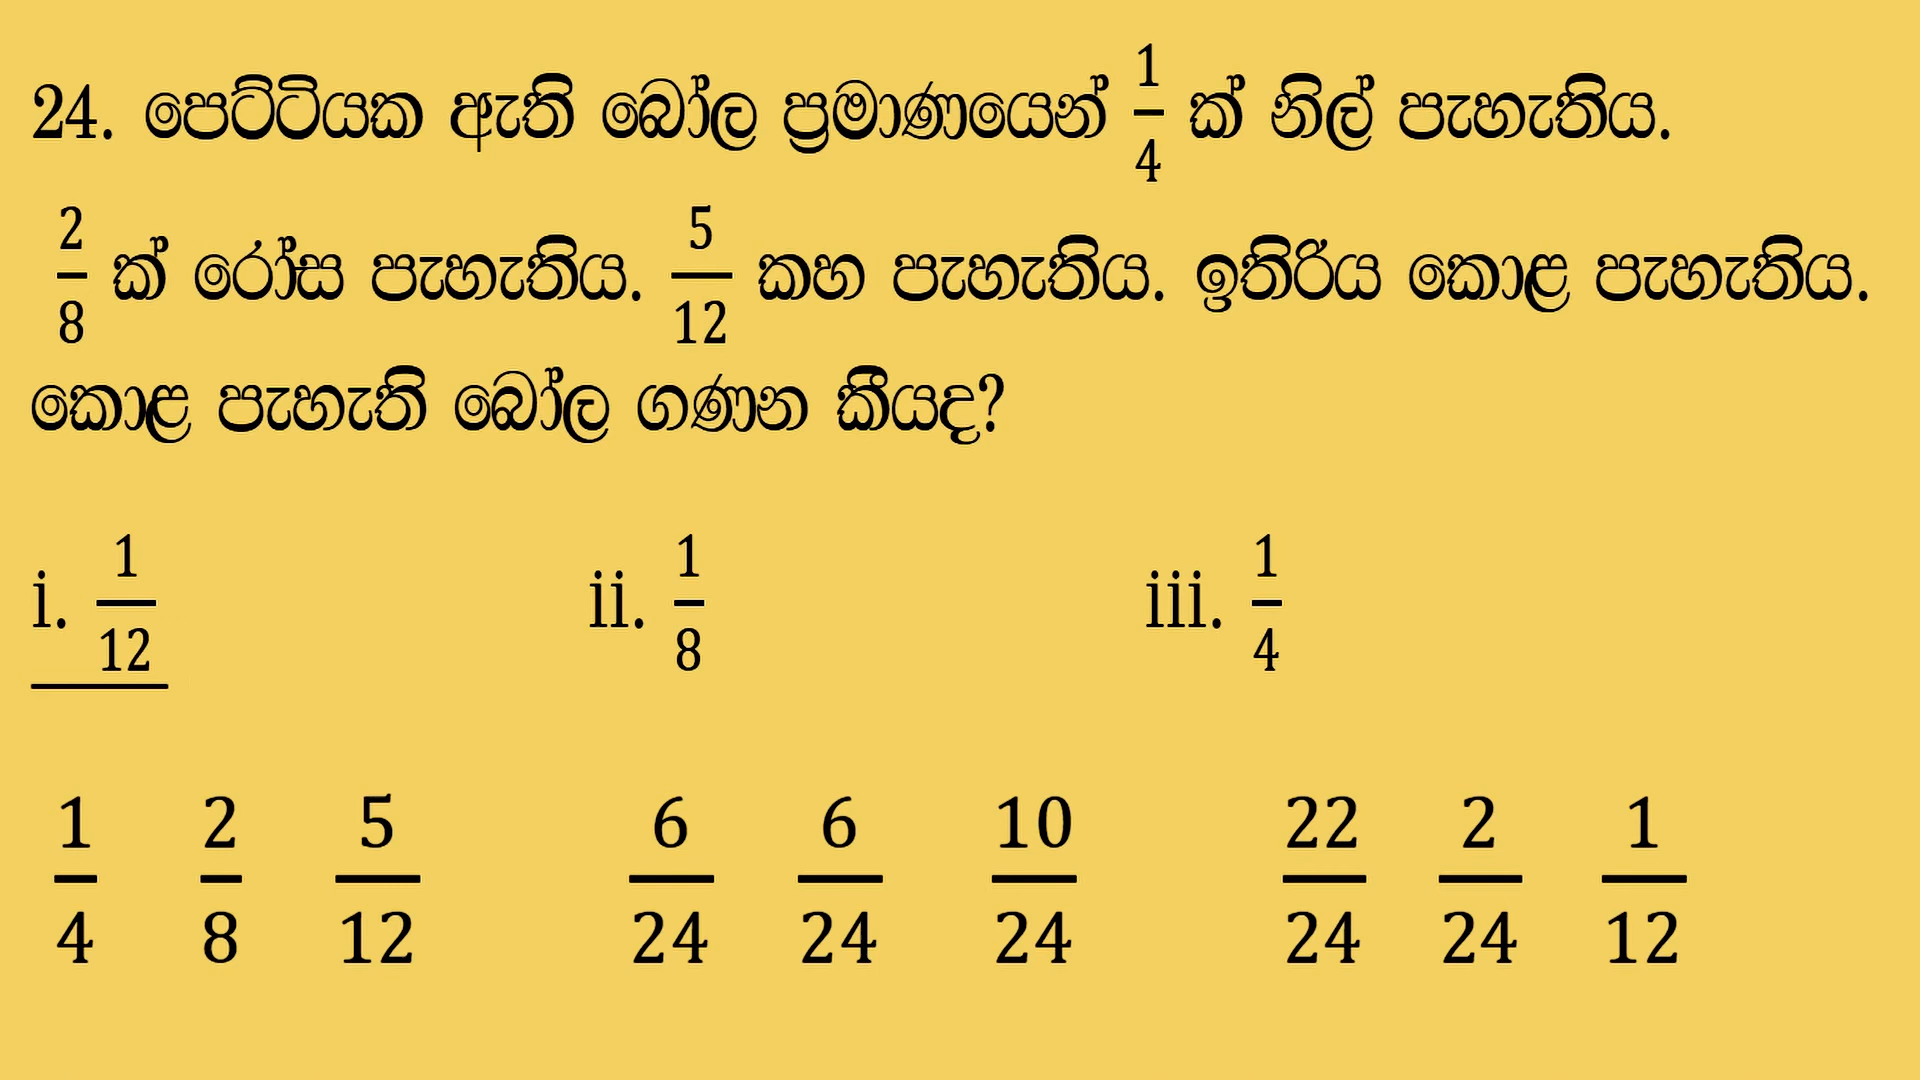 24. පෙට්ටියක ඇති බෝල ප්‍රමාණයෙන් 1/4 ක් නිල් පැහැතිය.
2/8 ක් රෝස පැහැතිය. 5/12 කහ පැහැතිය. ඉතිරිය කොළ පැහැතිය.
කොළ පැහැති බෝල ගණන කීයද?
i. 1/12 ii. 1/8 iii. 1/4
1/4 2/8 5/12 6/24 6/24 10/24 22/24 2/24 1/12